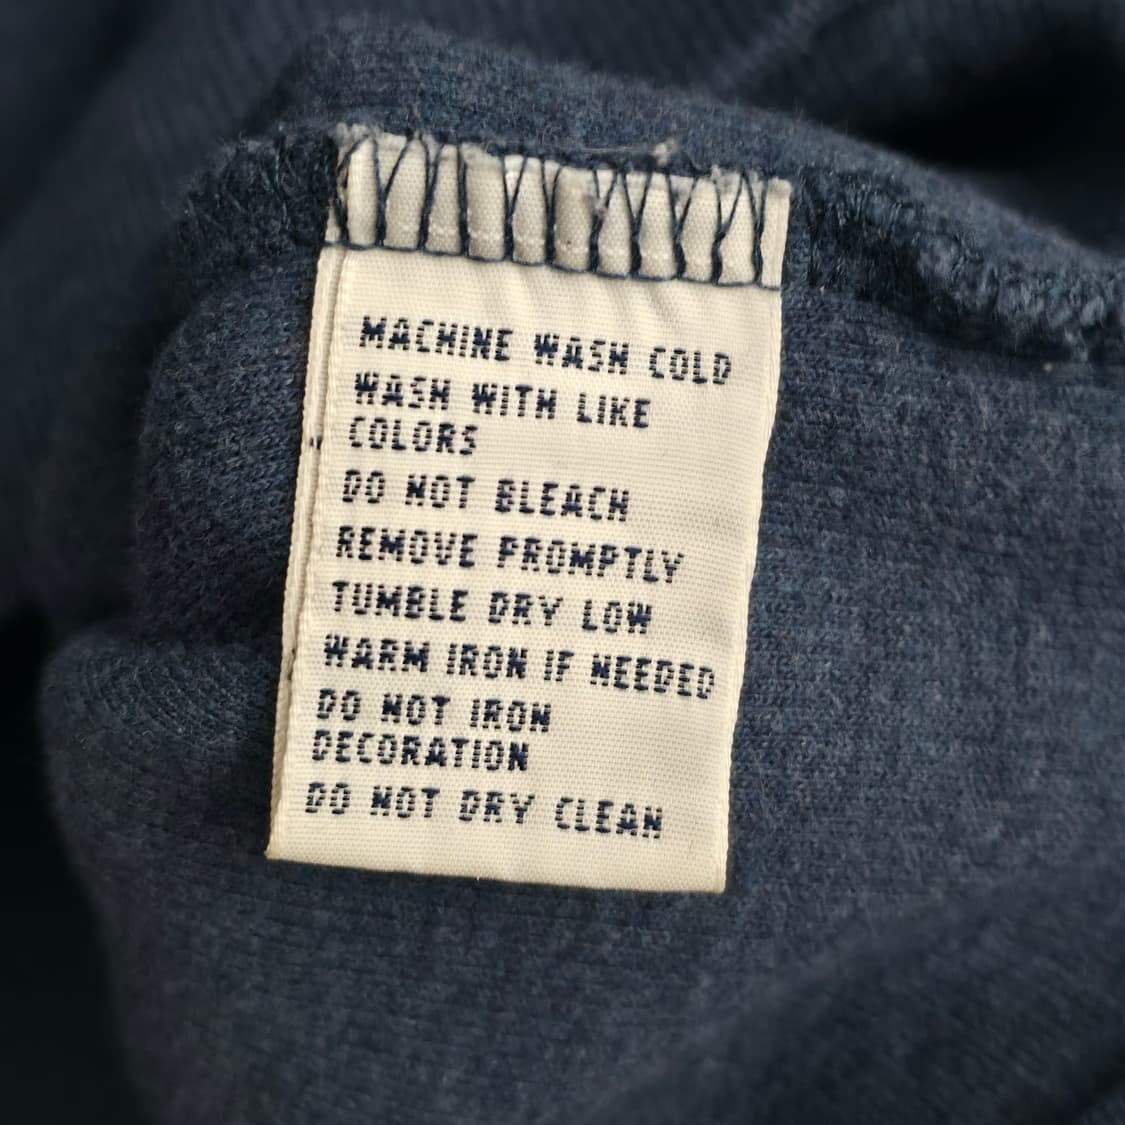 MACHINE WASH COLD
WASH WITH LIKE
COLORS
DO NOT BLEACH
REMOVE PROMPTLY
TUMBLE DRY LOW
WARM IRON IF NEEDED
DO NOT IRON
DECORATION
DO NOT DRY CLEAN